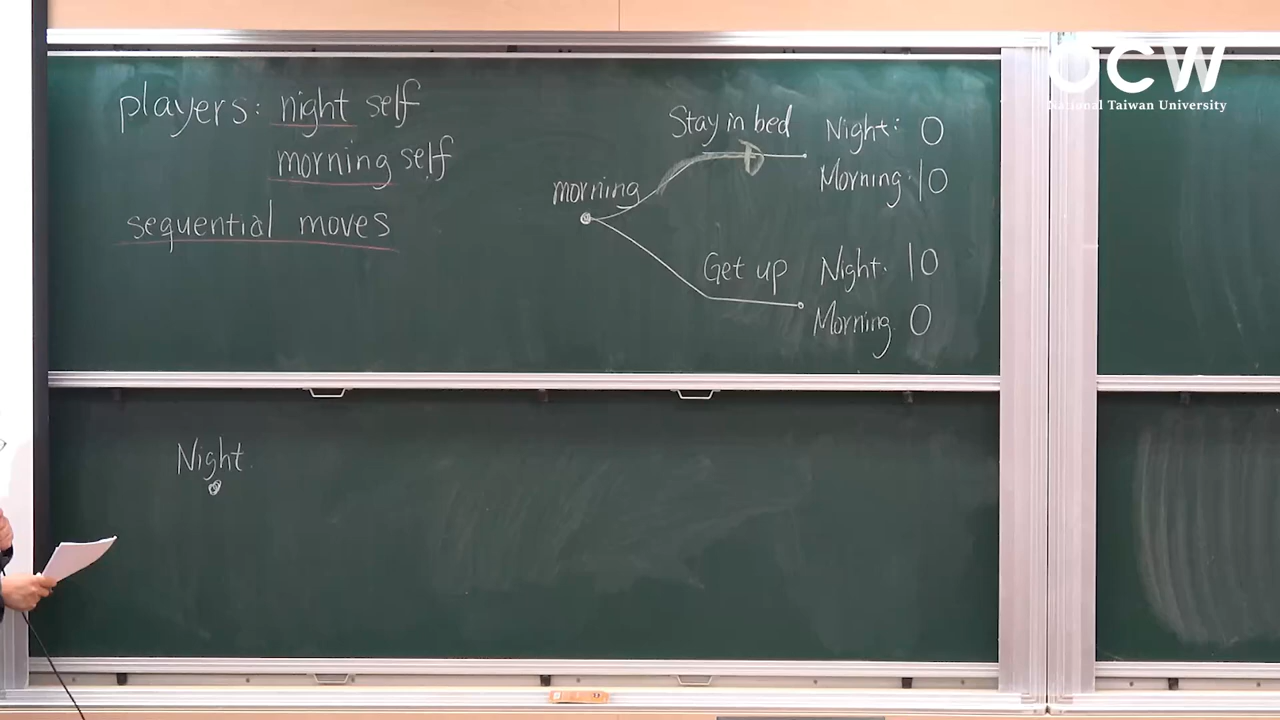 players: night self
morning self
sequential moves
morning
Stay in bed
Night: 0
Morning: 10
Get up
Night: 10
Morning: 0
Night.
OCW
National Taiwan University